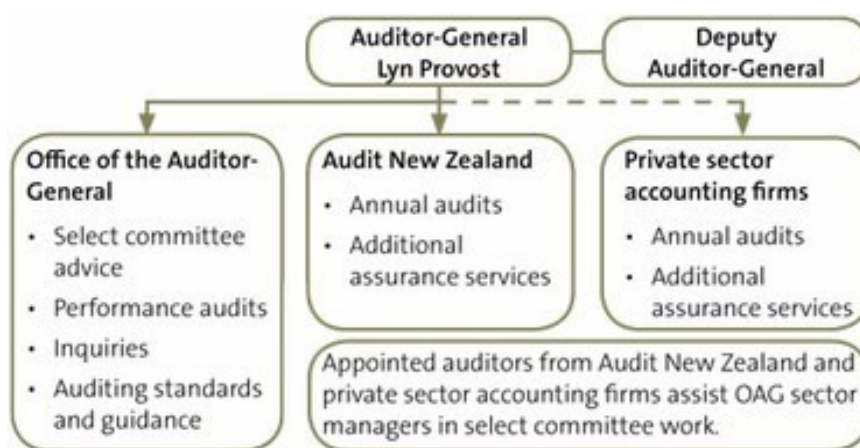 Auditor-General
Lyn Provost
Deputy
Auditor-General
Office of the Auditor-
General
• Select committee
advice
• Performance audits
• Inquiries
• Auditing standards
and guidance
Audit New Zealand
• Annual audits
• Additional
assurance services
Private sector
accounting firms
• Annual audits
• Additional
assurance services
Appointed auditors from Audit New Zealand and
private sector accounting firms assist OAG sector
managers in select committee work.